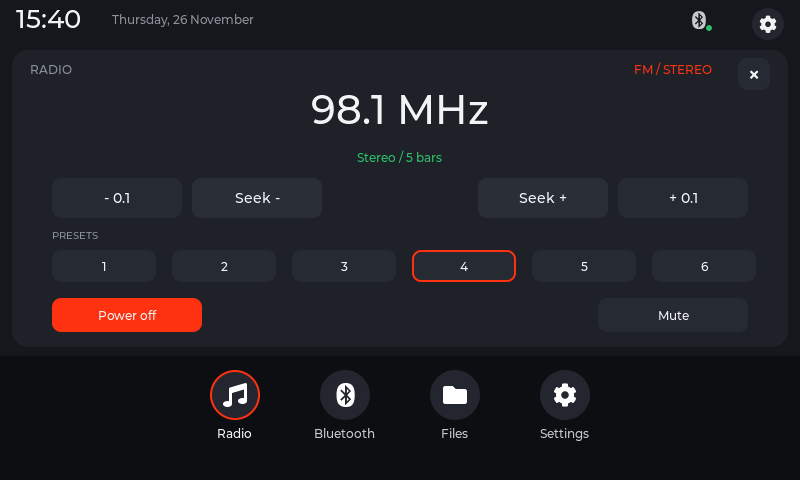 15:40 Thursday, 26 November
RADIO FM / STEREO
98.1 MHz
Stereo / 5 bars
- 0.1 Seek - Seek + + 0.1
PRESETS
1 2 3 4 5 6
Power off Mute
Radio Bluetooth Files Settings